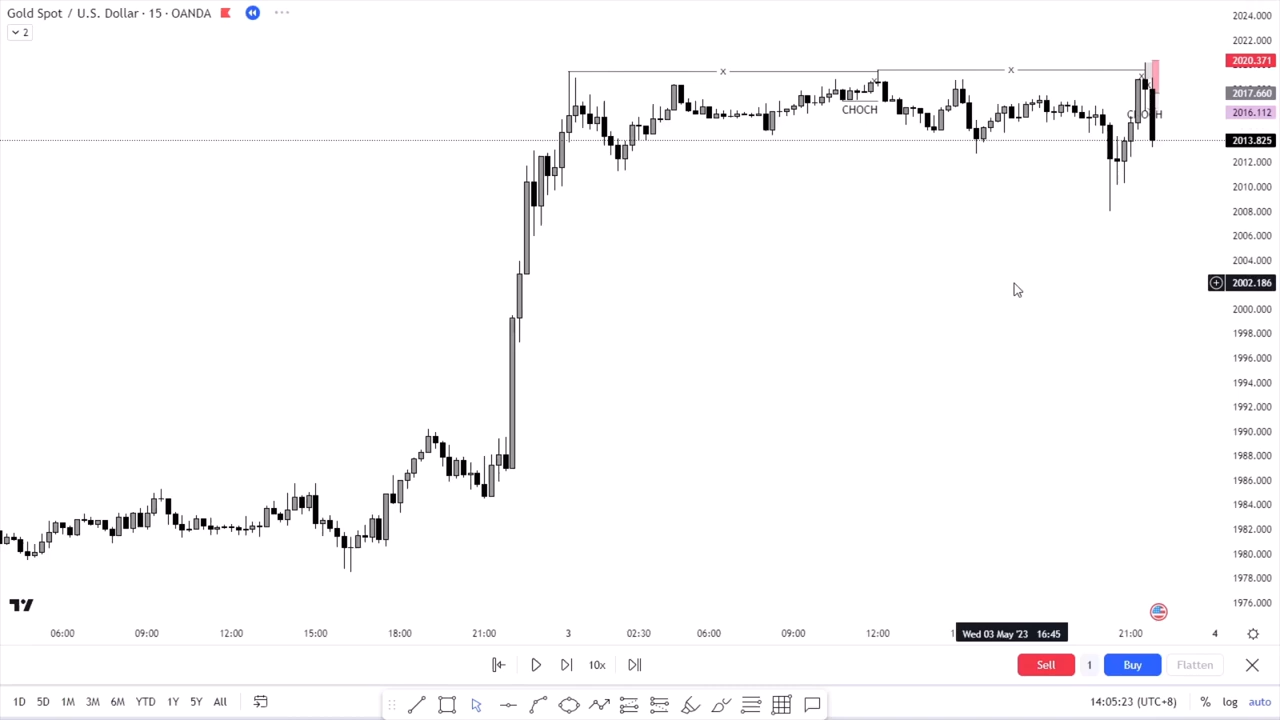 Gold Spot / U.S. Dollar · 15 · OANDA
2
2024.000
2022.000
2020.371
2017.660
2016.112
2013.825
2012.000
2010.000
2008.000
2006.000
2004.000
2002.186
2000.000
1998.000
1996.000
1994.000
1992.000
1990.000
1988.000
1986.000
1984.000
1982.000
1980.000
1978.000
1976.000
x
x
x
x
CHOCH
CHOCH
06:00 09:00 12:00 15:00 18:00 21:00 3 02:30 06:00 09:00 12:00 Wed 03 May '23 16:45 21:00 4
10x
Sell 1 Buy Flatten
1D 5D 1M 3M 6M YTD 1Y 5Y All
14:05:23 (UTC+8) % log auto